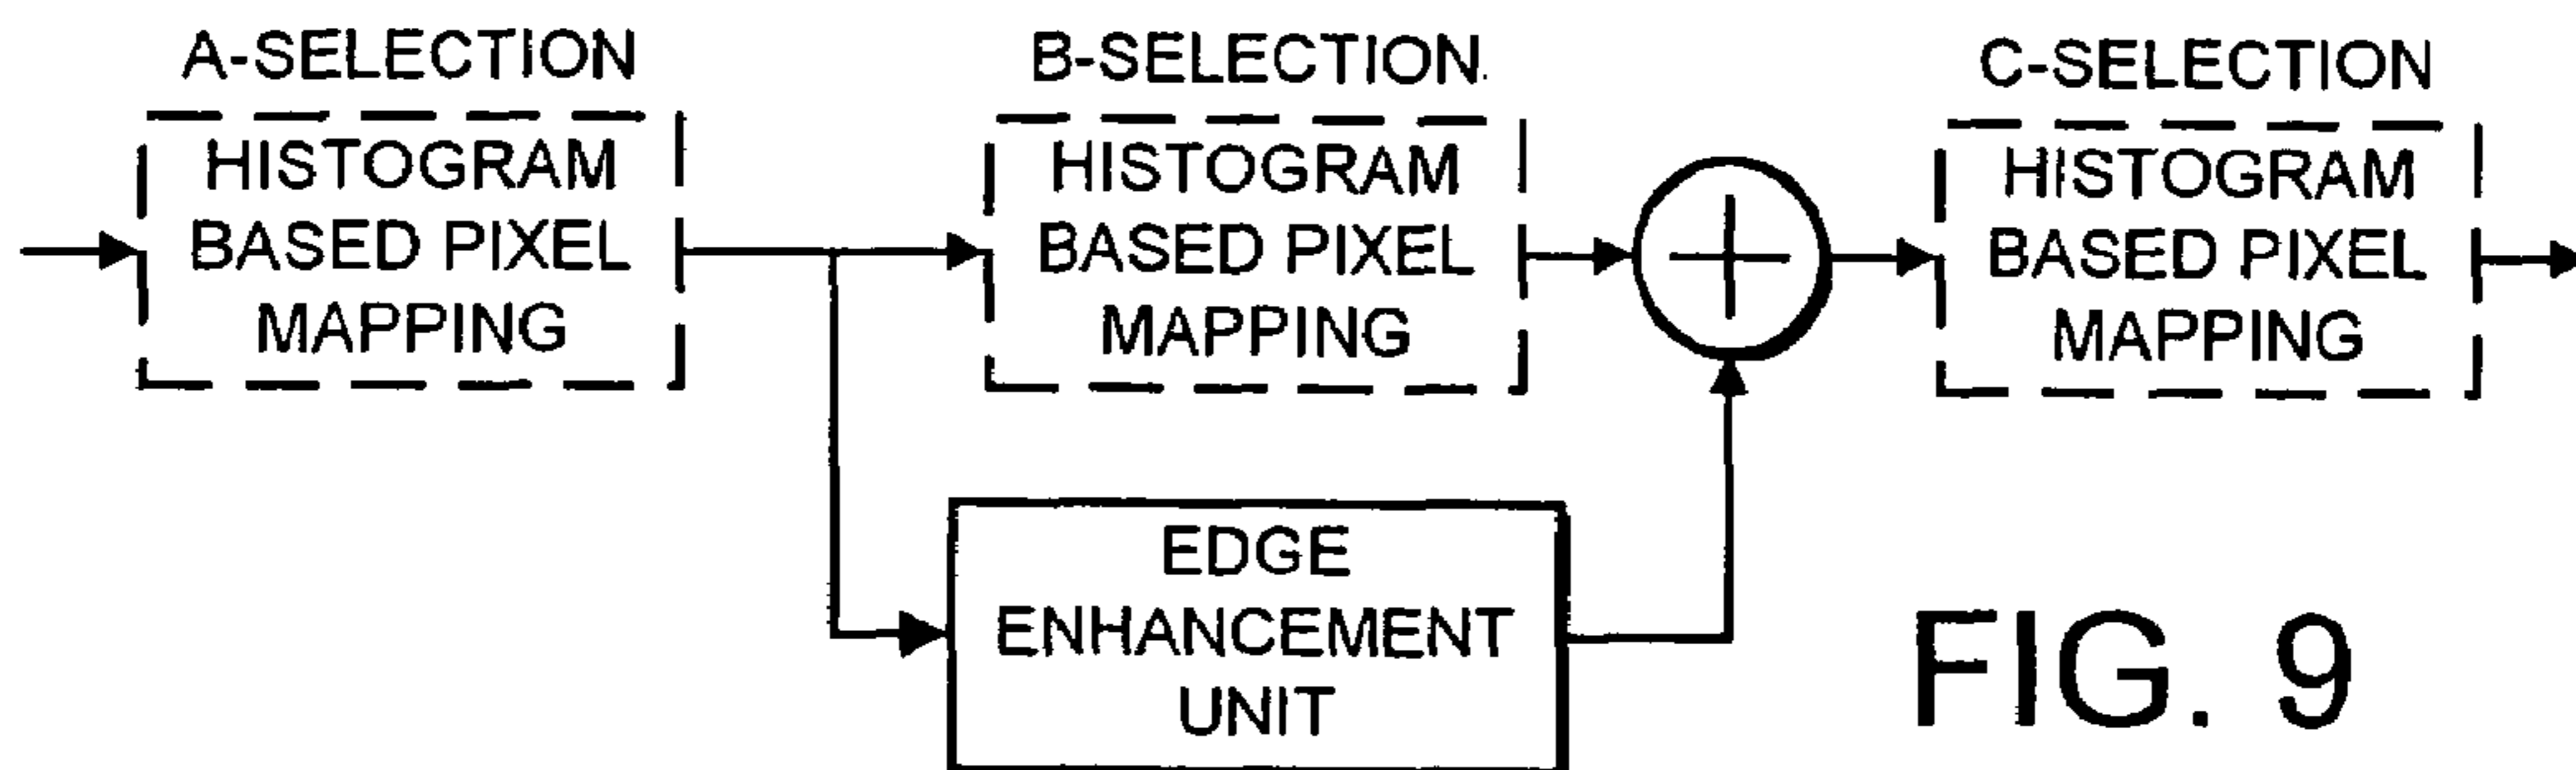 A-SELECTION
HISTOGRAM
BASED PIXEL
MAPPING
B-SELECTION
HISTOGRAM
BASED PIXEL
MAPPING
C-SELECTION
HISTOGRAM
BASED PIXEL
MAPPING
EDGE
ENHANCEMENT
UNIT
FIG. 9